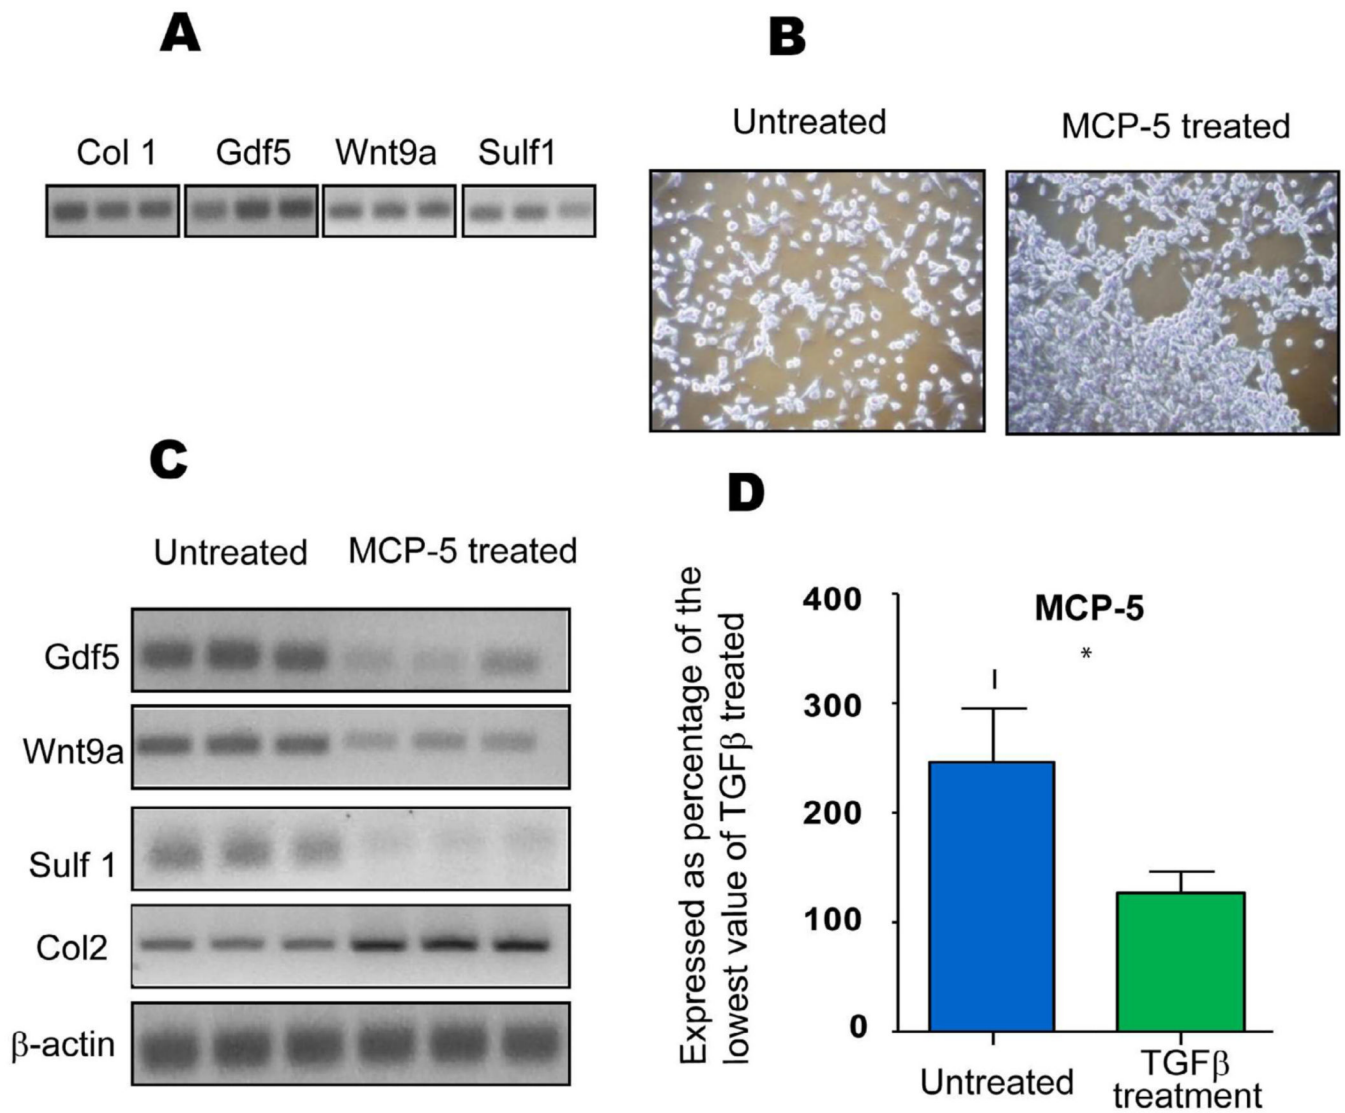 A
Col 1 Gdf5 Wnt9a Sulf1
B
Untreated MCP-5 treated
C
Untreated MCP-5 treated
Gdf5
Wnt9a
Sulf 1
Col2
β-actin
D
Expressed as percentage of the
lowest value of TGFβ treated
MCP-5
*
400
300
200
100
0
Untreated
TGFβ
treatment